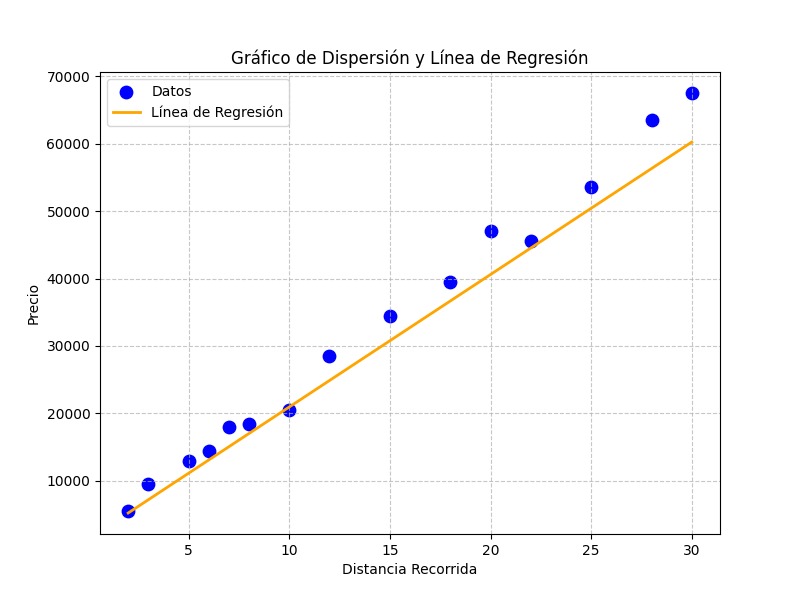 Gráfico de Dispersión y Línea de Regresión
Datos
Línea de Regresión
70000
60000
50000
40000
30000
20000
10000
Precio
5
10
15
20
25
30
Distancia Recorrida